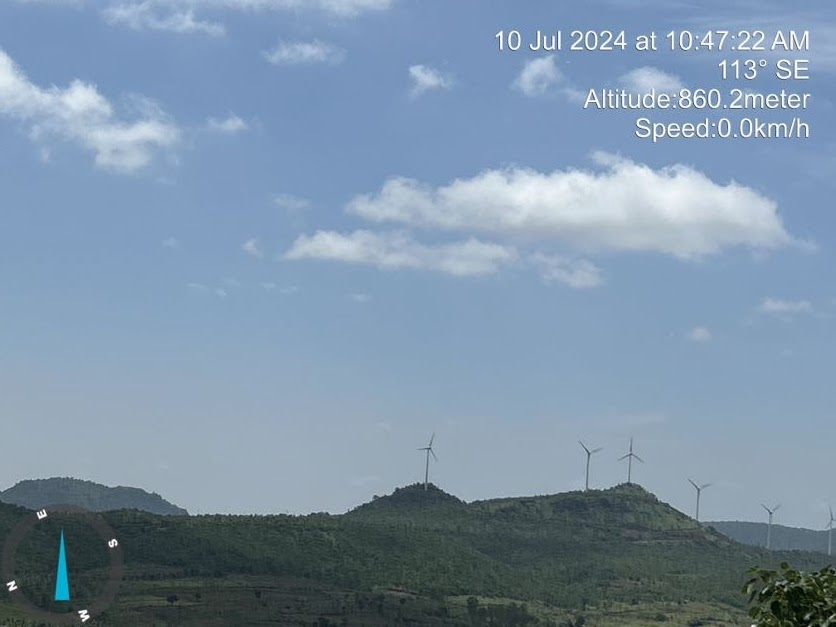 10 Jul 2024 at 10:47:22 AM
113° SE
Altitude:860.2meter
Speed:0.0km/h
E
S
N
W